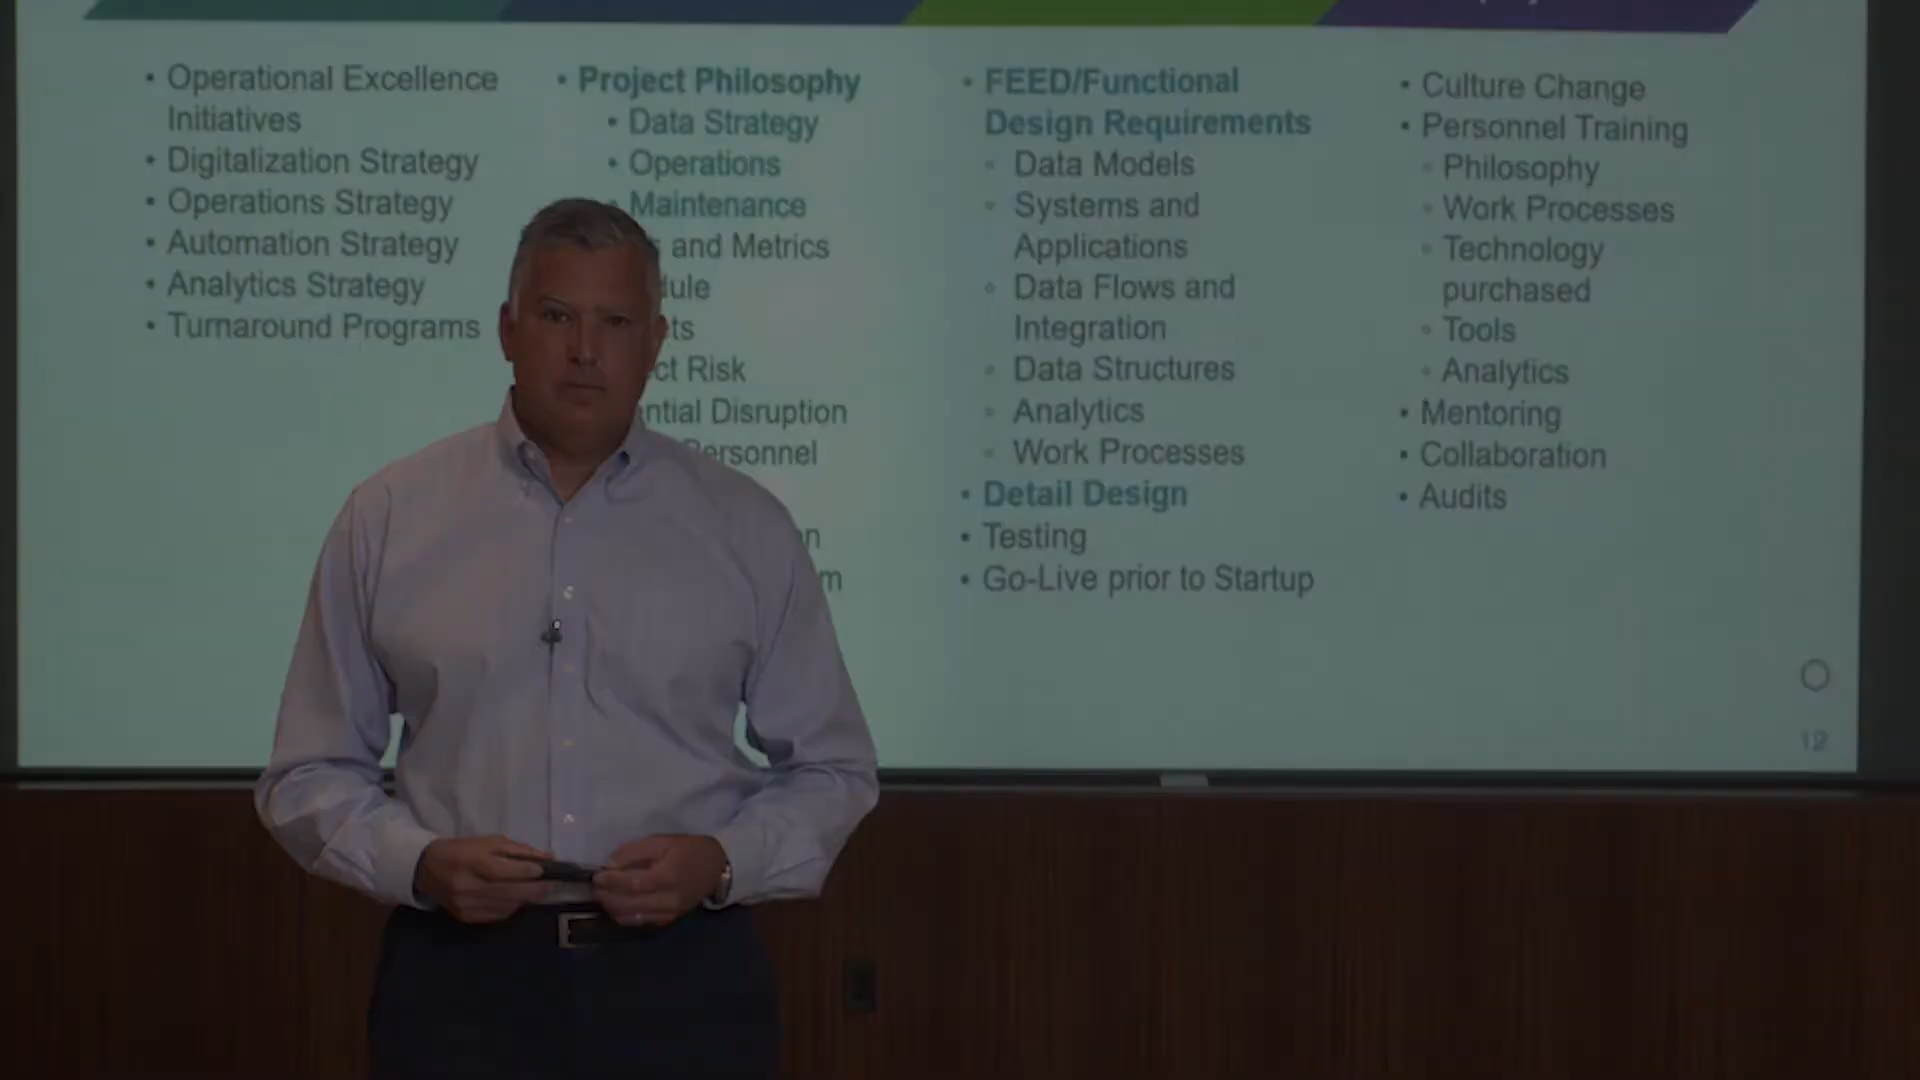 • Operational Excellence
Initiatives
• Digitalization Strategy
• Operations Strategy
• Automation Strategy
• Analytics Strategy
• Turnaround Programs
• Project Philosophy
• Data Strategy
• Operations
• Maintenance
and Metrics
Risk
Disruption
Personnel
• FEED/Functional
Design Requirements
◦ Data Models
◦ Systems and
Applications
◦ Data Flows and
Integration
◦ Data Structures
◦ Analytics
◦ Work Processes
• Detail Design
• Testing
• Go-Live prior to Startup
• Culture Change
• Personnel Training
◦ Philosophy
◦ Work Processes
◦ Technology
purchased
◦ Tools
◦ Analytics
• Mentoring
• Collaboration
• Audits
12